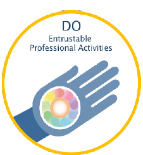 DO
Entrustable
Professional Activities